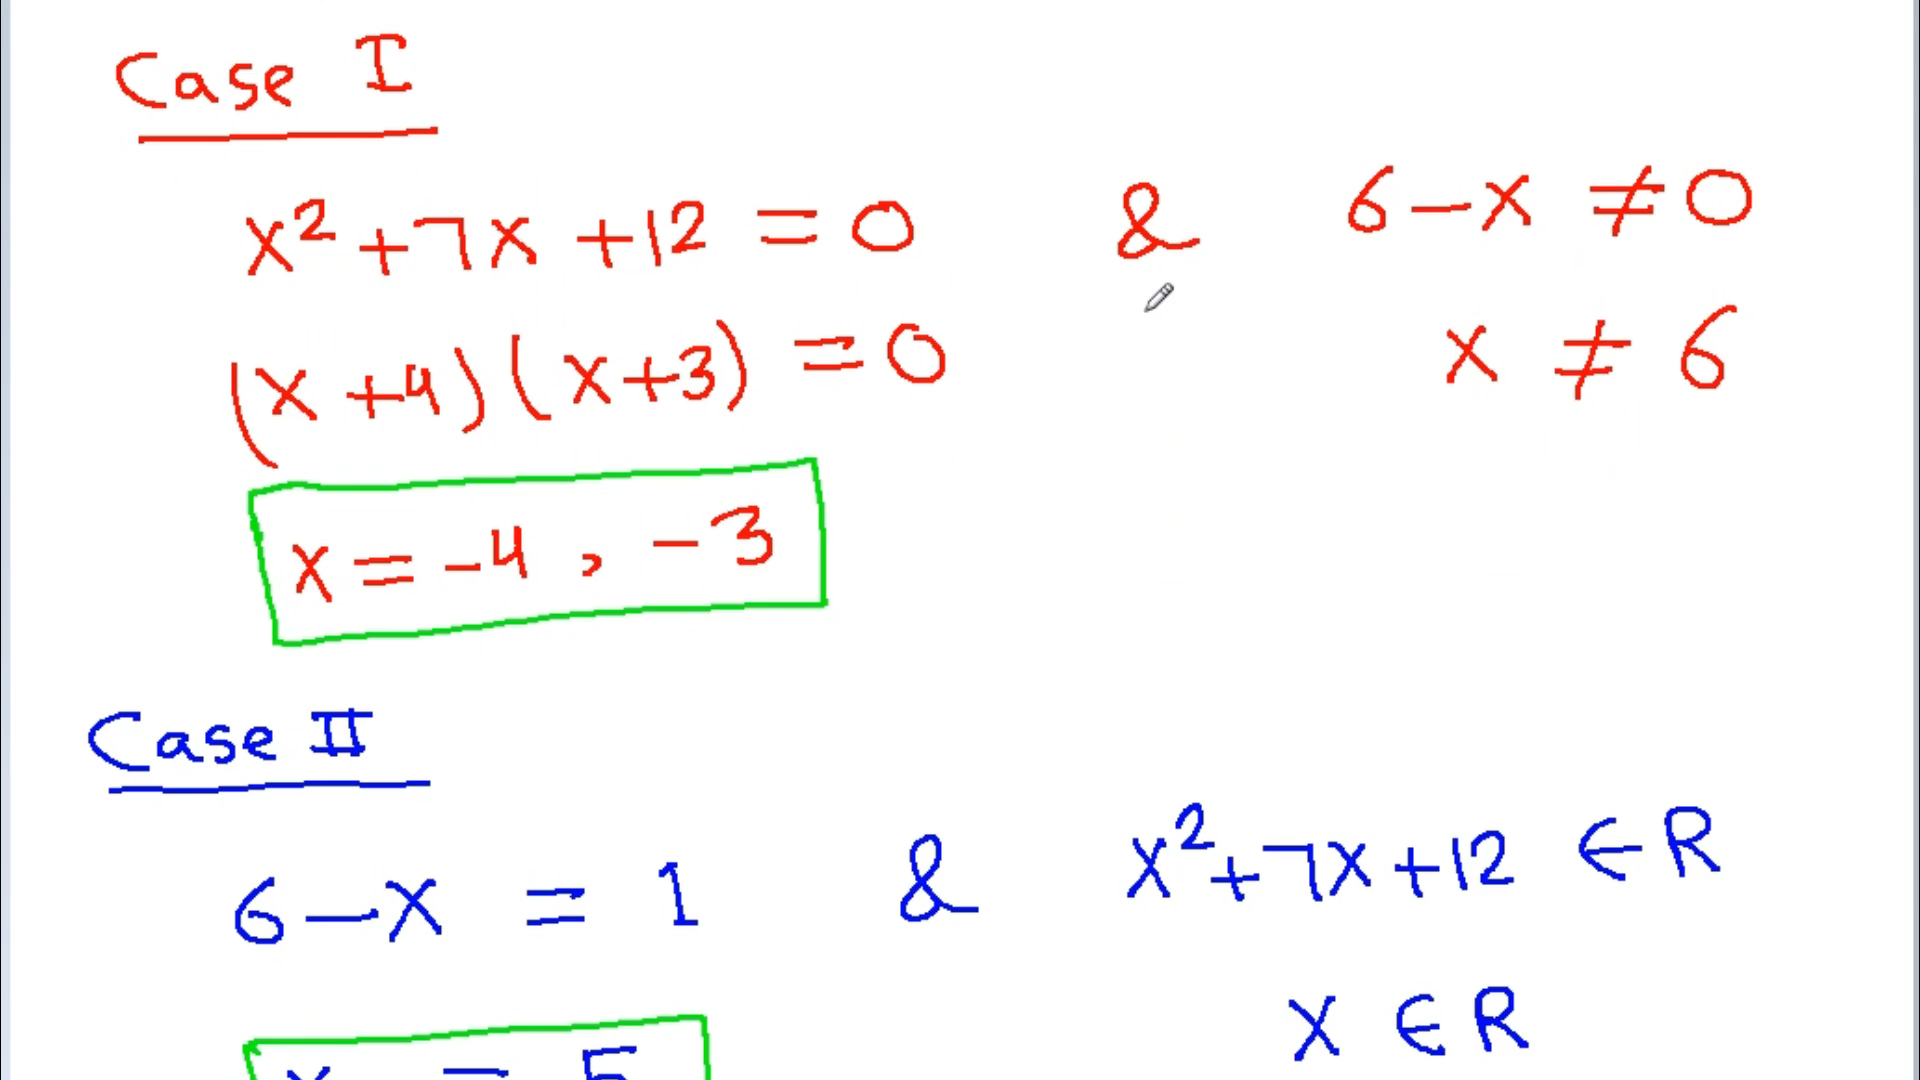 Case I
x² + 7x + 12 = 0 & 6 - x ≠ 0
(x + 4) (x + 3) = 0 x ≠ 6
x = -4 , -3
Case II
6 - x = 1 & x² + 7x + 12 ∈ R
x ∈ R
x = 5